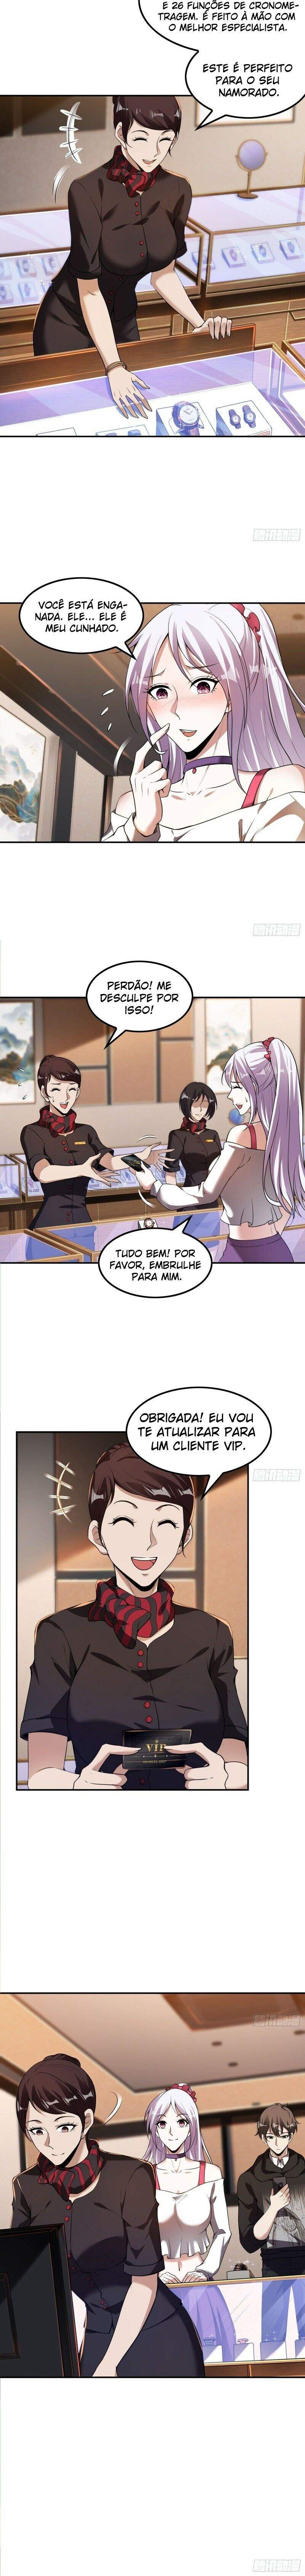 E 26 FUNÇÕES DE CRONOME-
TRAGEM. É FEITO À MÃO COM
O MELHOR ESPECIALISTA.
ESTE É PERFEITO
PARA O SEU
NAMORADO.
VOCÊ ESTÁ ENGA-
NADA. ELE... ELE É
MEU CUNHADO.
PERDÃO! ME
DESCULPE POR
ISSO!
TUDO BEM! POR
FAVOR, EMBRULHE
PARA MIM.
OBRIGADA! EU VOU
TE ATUALIZAR PARA
UM CLIENTE VIP.
VIP